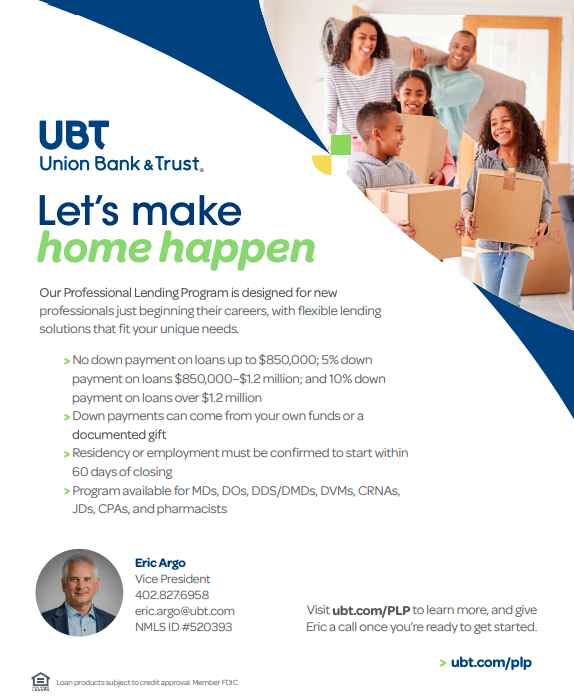 UBT
Union Bank & Trust®
Let's make
home happen
Our Professional Lending Program is designed for new
professionals just beginning their careers, with flexible lending
solutions that fit your unique needs.
> No down payment on loans up to $850,000; 5% down
payment on loans $850,000–$1.2 million; and 10% down
payment on loans over $1.2 million
> Down payments can come from your own funds or a
documented gift
> Residency or employment must be confirmed to start within
60 days of closing
> Program available for MDs, DOs, DDS/DMDs, DVMs, CRNAs,
JDs, CPAs, and pharmacists
Eric Argo
Vice President
402.827.6958
eric.argo@ubt.com
NMLS ID #520393
Visit ubt.com/PLP to learn more, and give
Eric a call once you're ready to get started.
> ubt.com/plp
Loan products subject to credit approval. Member FDIC